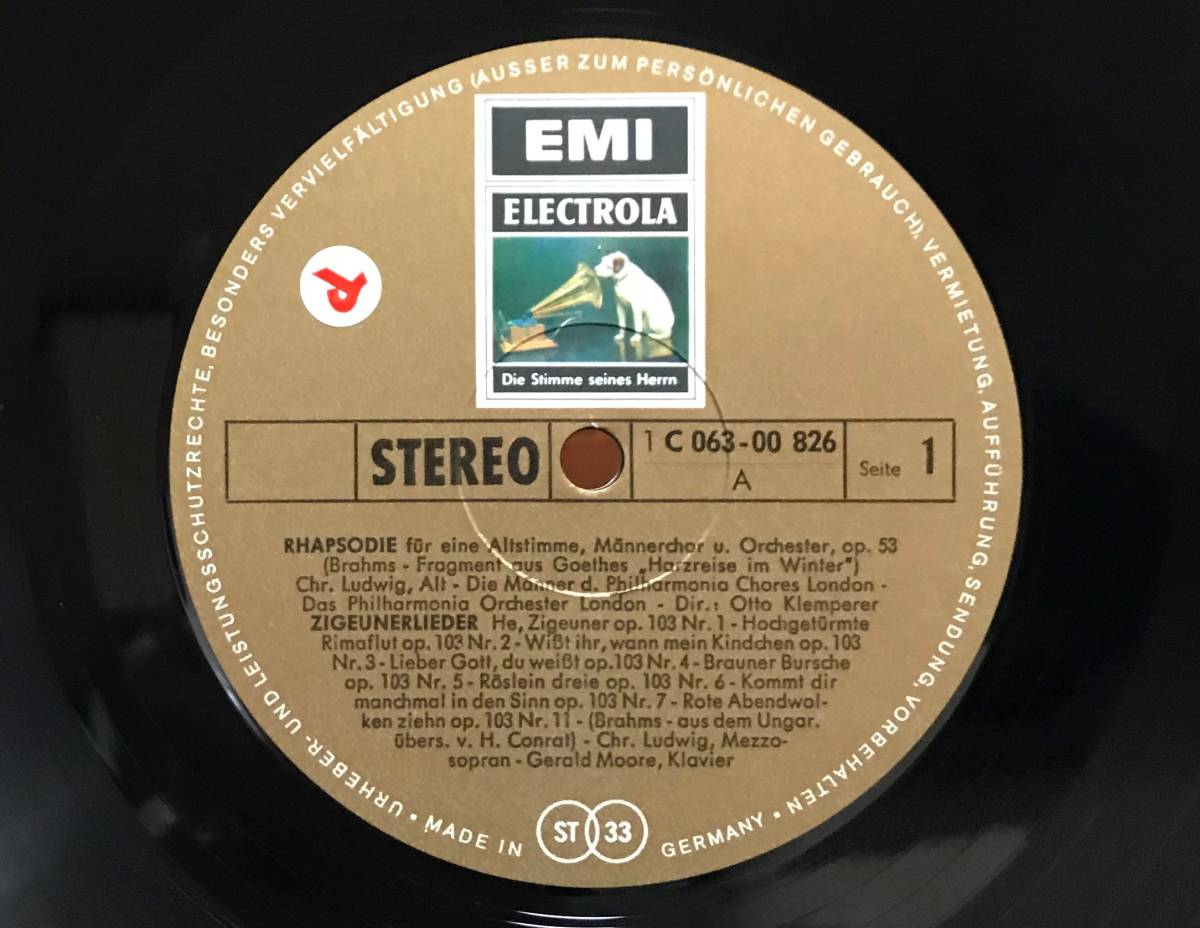 URHEBER- UND LEISTUNGSSCHUTZRECHTE, BESONDERS VERVIELFÄLTIGUNG (AUSSER ZUM PERSÖNLICHEN GEBRAUCH), VERMIETUNG, AUFFÜHRUNG, SENDUNG, VORBEHALTEN
EMI
ELECTROLA
R
Die Stimme seines Herrn
STEREO
1 C 063-00 826
A
Seite 1
RHAPSODIE für eine Altstimme, Männerchor u. Orchester, op. 53
(Brahms - Fragment aus Goethes „Harzreise im Winter")
Chr. Ludwig, Alt - Die Männer d. Philharmonia Chores London -
Das Philharmonia Orchester London - Dir.: Otto Klemperer
ZIGEUNERLIEDER He, Zigeuner op. 103 Nr. 1 - Hochgetürmte
Rimaflut op. 103 Nr. 2 - Wißt ihr, wann mein Kindchen op. 103
Nr. 3 - Lieber Gott, du weißt op. 103 Nr. 4 - Brauner Bursche
op. 103 Nr. 5 - Röslein dreie op. 103 Nr. 6 - Kommt dir
manchmal in den Sinn op. 103 Nr. 7 - Rote Abendwol-
ken ziehn op. 103 Nr. 11 - (Brahms - aus dem Ungar.
übers. v. H. Conrat) - Chr. Ludwig, Mezzo-
sopran - Gerald Moore, Klavier
MADE IN ST 33 GERMANY